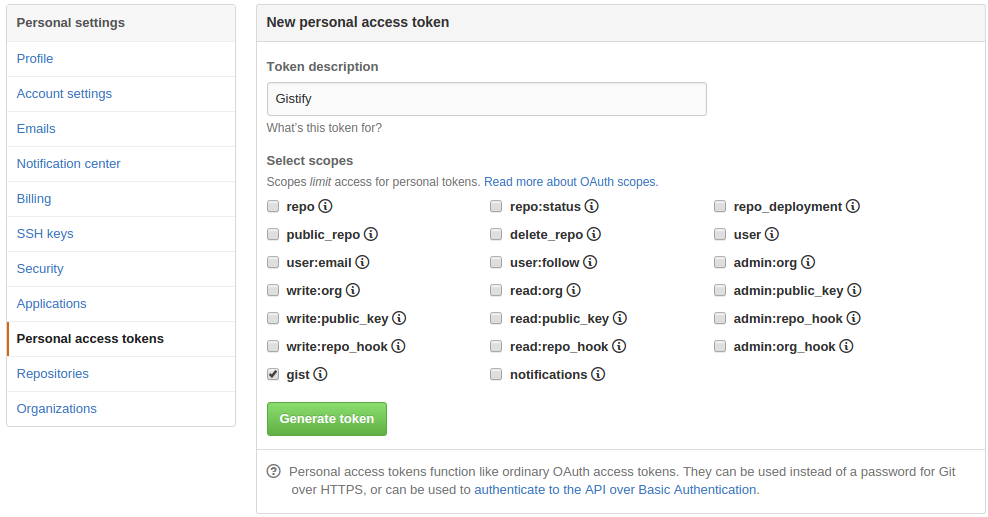 Personal settings
Profile
Account settings
Emails
Notification center
Billing
SSH keys
Security
Applications
Personal access tokens
Repositories
Organizations
New personal access token
Token description
Gistify
What's this token for?
Select scopes
Scopes limit access for personal tokens. Read more about OAuth scopes.
repo repo:status repo_deployment
public_repo delete_repo user
user:email user:follow admin:org
write:org read:org admin:public_key
write:public_key read:public_key admin:repo_hook
write:repo_hook read:repo_hook admin:org_hook
gist notifications
Generate token
Personal access tokens function like ordinary OAuth access tokens. They can be used instead of a password for Git
over HTTPS, or can be used to authenticate to the API over Basic Authentication.